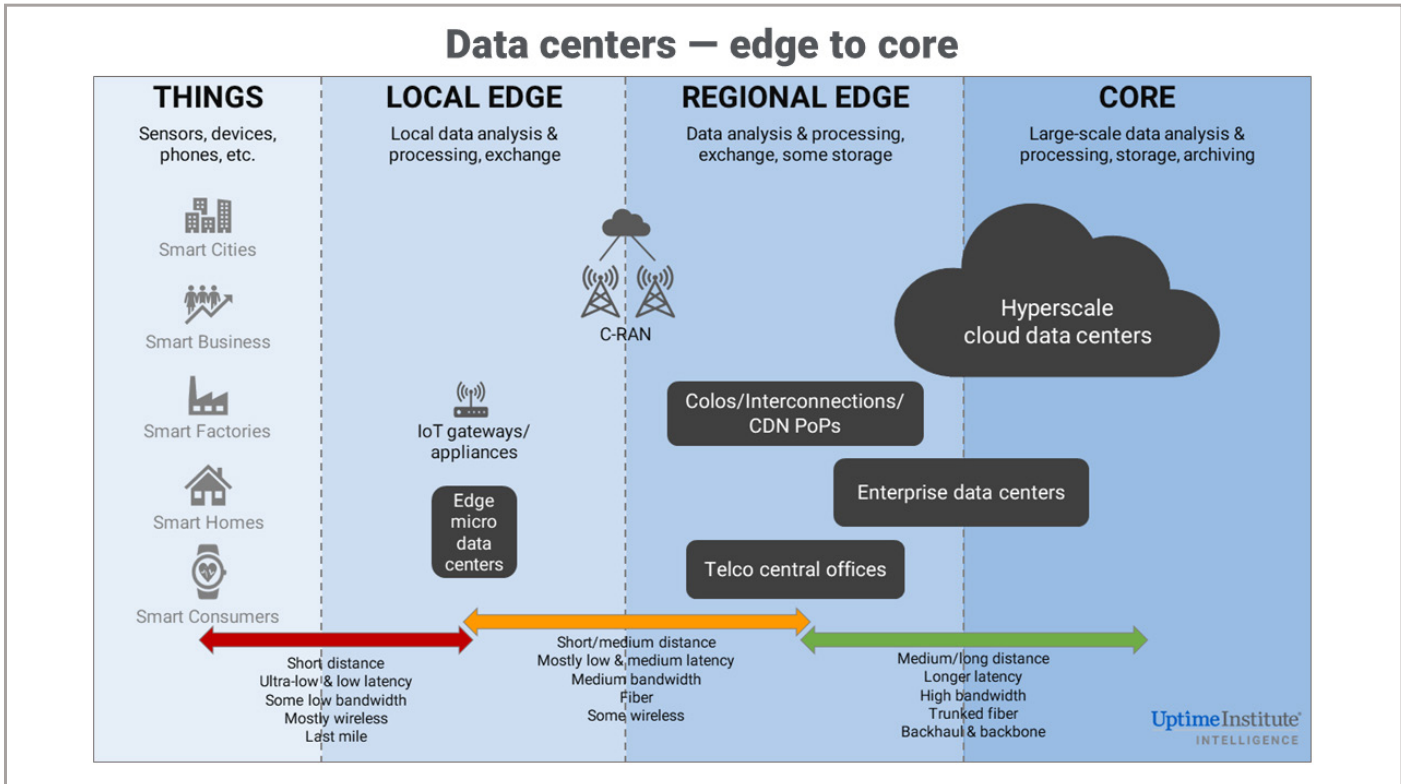 Data centers — edge to core
THINGS
Sensors, devices,
phones, etc.
Smart Cities
Smart Business
Smart Factories
Smart Homes
Smart Consumers
LOCAL EDGE
Local data analysis &
processing, exchange
C-RAN
IoT gateways/
appliances
Edge
micro
data
centers
REGIONAL EDGE
Data analysis & processing,
exchange, some storage
Colos/Interconnections/
CDN PoPs
Enterprise data centers
Telco central offices
CORE
Large-scale data analysis &
processing, storage, archiving
Hyperscale
cloud data centers
Short distance
Ultra-low & low latency
Some low bandwidth
Mostly wireless
Last mile
Short/medium distance
Mostly low & medium latency
Medium bandwidth
Fiber
Some wireless
Medium/long distance
Longer latency
High bandwidth
Trunked fiber
Backhaul & backbone
UptimeInstitute®
INTELLIGENCE